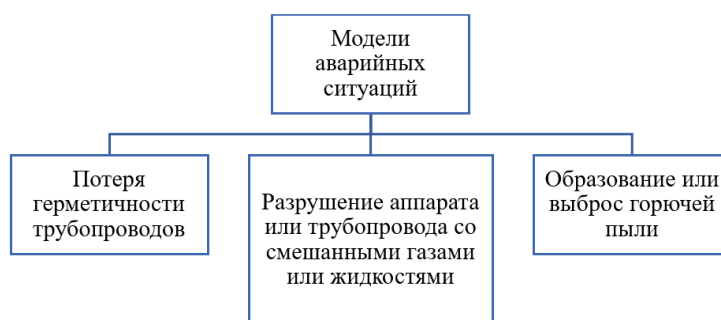 Модели
аварийных
ситуаций
Потеря
герметичности
трубопроводов
Разрушение аппарата
или трубопровода со
смешанными газами
или жидкостями
Образование или
выброс горючей
пыли